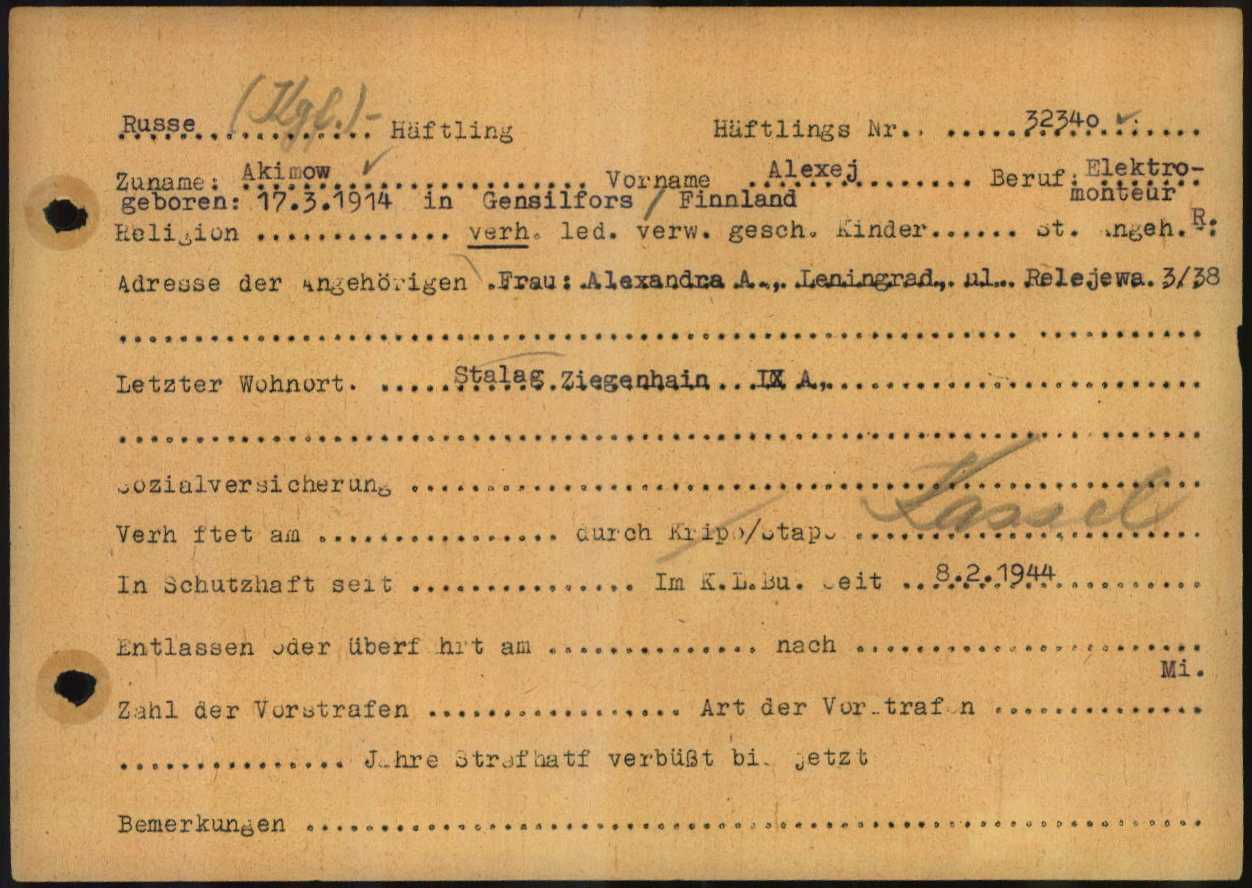 Russe (Kgf.)- Häftling Häftlings Nr. 32340
Zuname: Akimow Vorname Alexej Beruf: Elektro-
geboren: 17.3.1914 in Gensilfors / Finnland monteur
Religion ............. verh. led. verw. gesch. Kinder...... St. Angeh. R.
Adresse der Angehörigen Frau: Alexandra A., Leningrad, ul. Relejewa 3/38
Letzter Wohnort. Stalag Ziegenhain IX A,
Sozialversicherung
Verhaftet am ................ durch Kripo/Stapo Kassel
In Schutzhaft seit ............... Im K.L.Bu. seit 8.2.1944
Entlassen oder überführt am .............. nach
Mi.
Zahl der Vorstrafen ................. Art der Vorstrafen
............... Jahre Strafhatf verbüßt bis jetzt
Bemerkungen